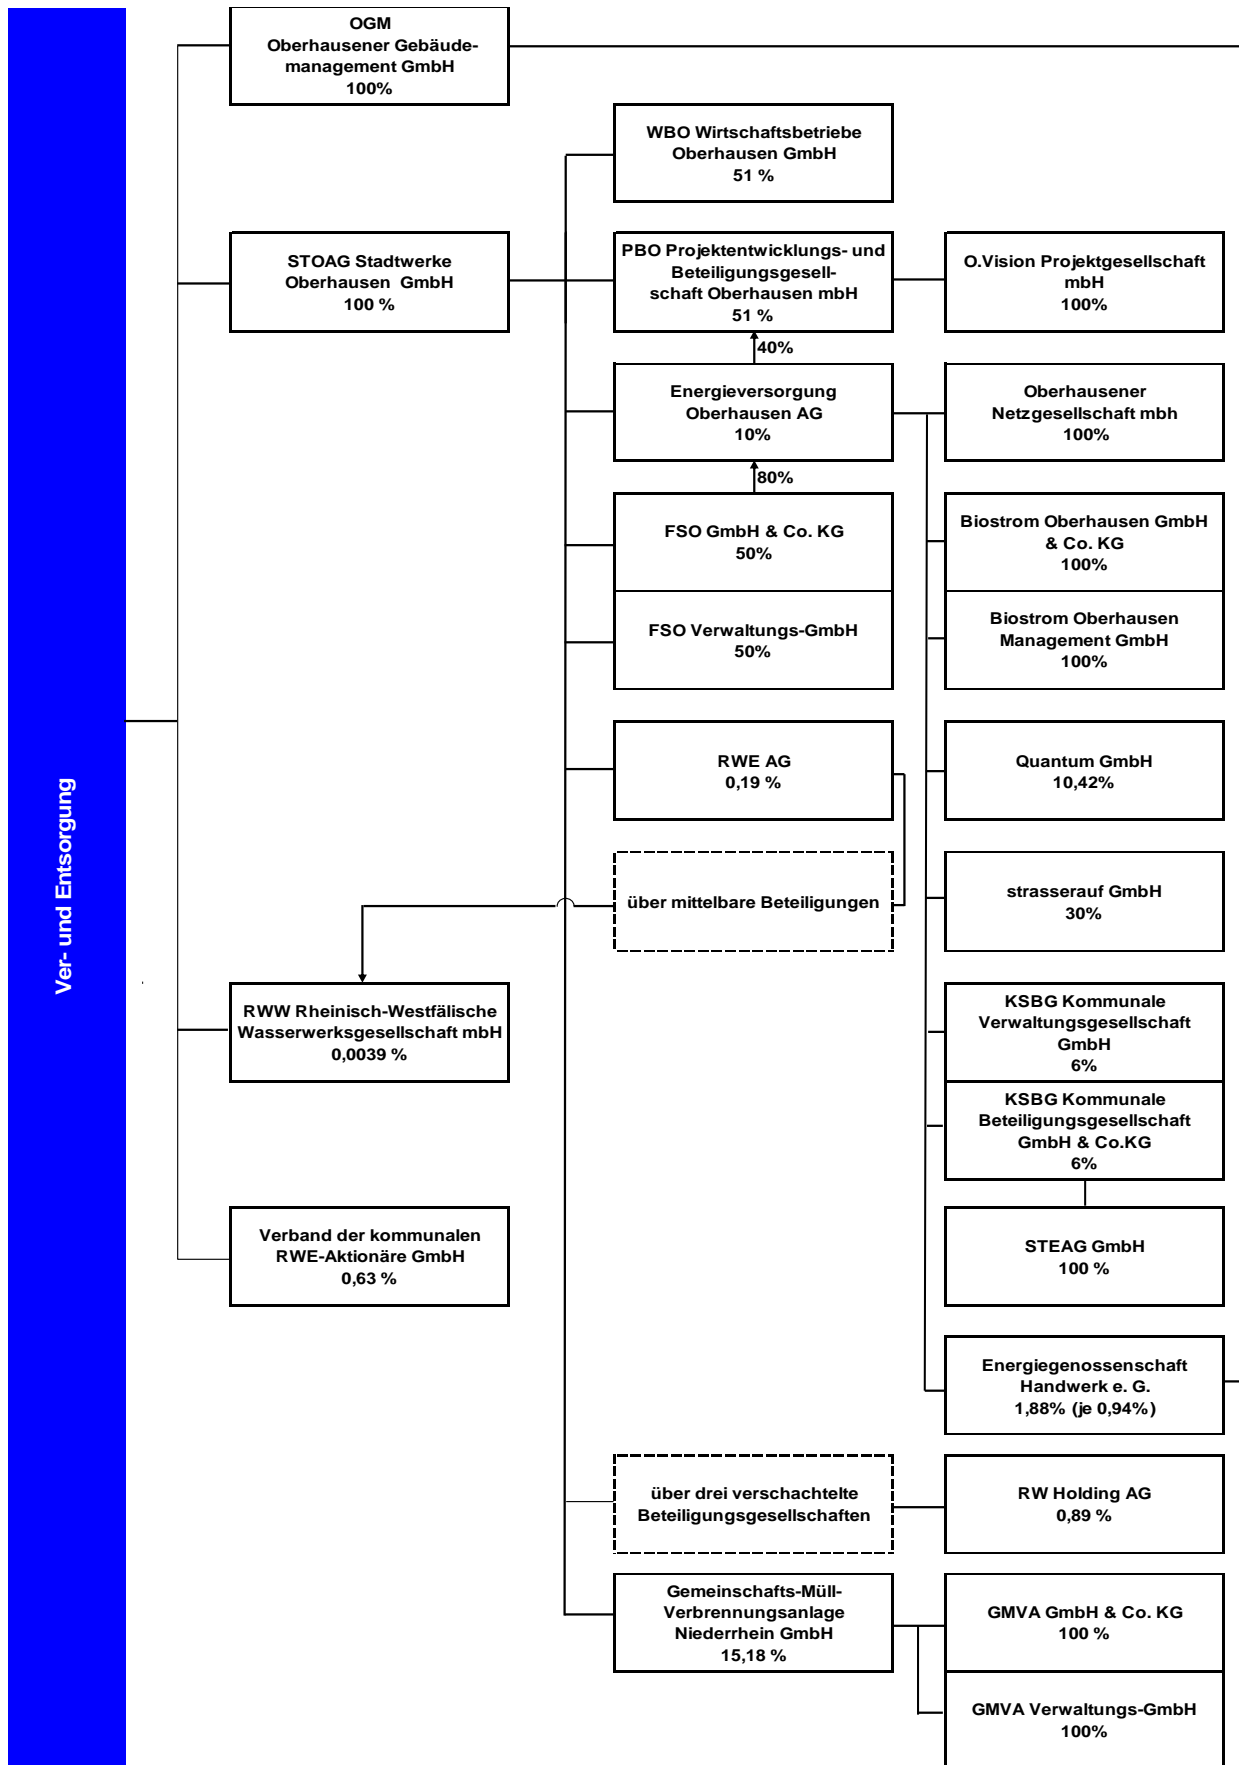 OGM
Oberhausener Gebäude-
management GmbH
100%
WBO Wirtschaftsbetriebe
Oberhausen GmbH
51 %
STOAG Stadtwerke
Oberhausen GmbH
100 %
PBO Projektentwicklungs- und
Beteiligungsgesell-
schaft Oberhausen mbH
51 %
O.Vision Projektgesellschaft
mbH
100%
40%
Energieversorgung
Oberhausen AG
10%
Oberhausener
Netzgesellschaft mbh
100%
80%
FSO GmbH & Co. KG
50%
Biostrom Oberhausen GmbH
& Co. KG
100%
FSO Verwaltungs-GmbH
50%
Biostrom Oberhausen
Management GmbH
100%
RWE AG
0,19 %
Quantum GmbH
10,42%
Ver- und Entsorgung
über mittelbare Beteiligungen
strasserauf GmbH
30%
RWW Rheinisch-Westfälische
Wasserwerksgesellschaft mbH
0,0039 %
KSBG Kommunale
Verwaltungsgesellschaft
GmbH
6%
KSBG Kommunale
Beteiligungsgesellschaft
GmbH & Co.KG
6%
Verband der kommunalen
RWE-Aktionäre GmbH
0,63 %
STEAG GmbH
100 %
Energiegenossenschaft
Handwerk e. G.
1,88% (je 0,94%)
über drei verschachtelte
Beteiligungsgesellschaften
RW Holding AG
0,89 %
Gemeinschafts-Müll-
Verbrennungsanlage
Niederrhein GmbH
15,18 %
GMVA GmbH & Co. KG
100 %
GMVA Verwaltungs-GmbH
100%